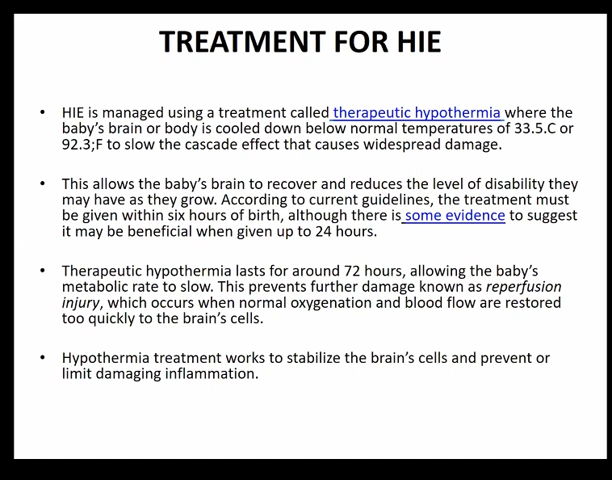 TREATMENT FOR HIE
• HIE is managed using a treatment called therapeutic hypothermia where the
baby's brain or body is cooled down below normal temperatures of 33.5.C or
92.3;F to slow the cascade effect that causes widespread damage.
• This allows the baby's brain to recover and reduces the level of disability they
may have as they grow. According to current guidelines, the treatment must
be given within six hours of birth, although there is some evidence to suggest
it may be beneficial when given up to 24 hours.
• Therapeutic hypothermia lasts for around 72 hours, allowing the baby's
metabolic rate to slow. This prevents further damage known as reperfusion
injury, which occurs when normal oxygenation and blood flow are restored
too quickly to the brain's cells.
• Hypothermia treatment works to stabilize the brain's cells and prevent or
limit damaging inflammation.